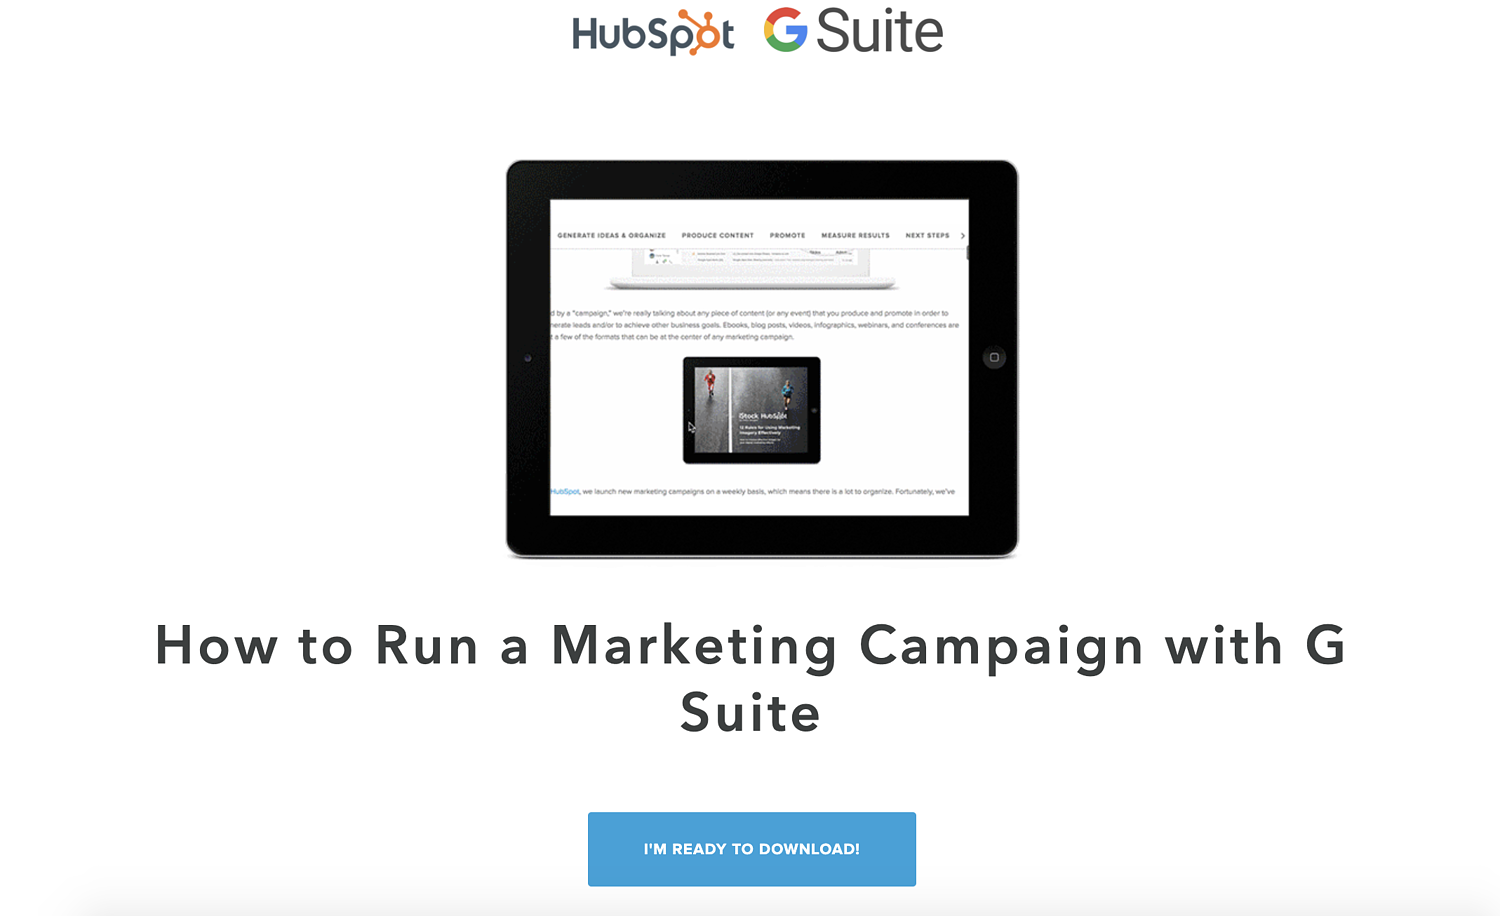 HubSpot G Suite
GENERATE IDEAS & ORGANIZE PRODUCE CONTENT PROMOTE MEASURE RESULTS NEXT STEPS
d by a "campaign," we're really talking about any piece of content (or any event) that you produce and promote in order to
nerate leads and/or to achieve other business goals. Ebooks, blog posts, videos, infographics, webinars, and conferences are
t a few of the formats that can be at the center of any marketing campaign.
iStock HubSpot
12 Rules for Using Marketing
Imagery Effectively
HubSpot, we launch new marketing campaigns on a weekly basis, which means there is a lot to organize. Fortunately, we've
How to Run a Marketing Campaign with G
Suite
I'M READY TO DOWNLOAD!